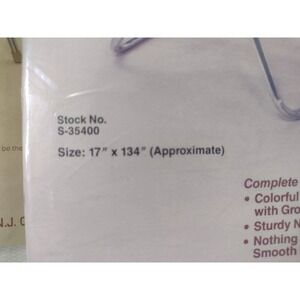 Stock No.
S-35400
be the
Size: 17" x 134" (Approximate)
Complete
• Colorful
with Gro
• Sturdy N
• Nothing
Smooth
N.J.